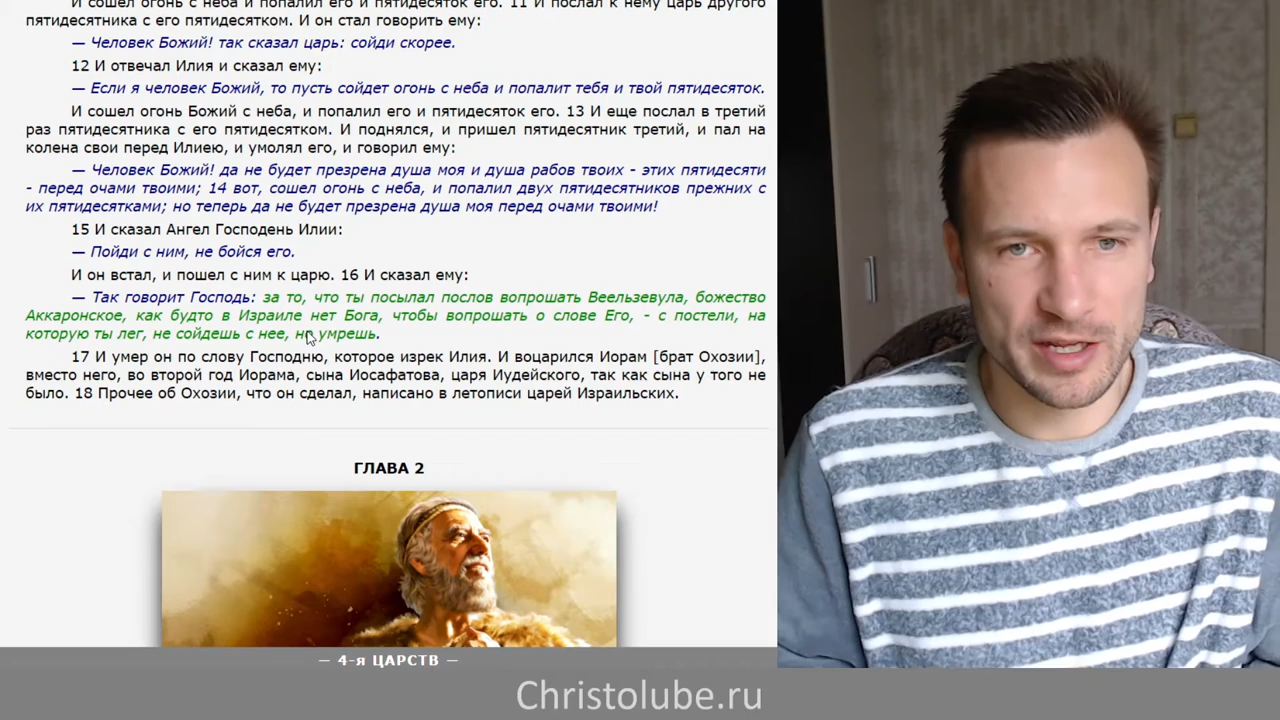 И сошел огонь с неба и попалил его и пятидесяток его. 11 И послал к нему царь другого
пятидесятника с его пятидесятком. И он стал говорить ему:
— Человек Божий! так сказал царь: сойди скорее.
12 И отвечал Илия и сказал ему:
— Если я человек Божий, то пусть сойдет огонь с неба и попалит тебя и твой пятидесяток.
И сошел огонь Божий с неба, и попалил его и пятидесяток его. 13 И еще послал в третий
раз пятидесятника с его пятидесятком. И поднялся, и пришел пятидесятник третий, и пал на
колена свои перед Илиею, и умолял его, и говорил ему:
— Человек Божий! да не будет презрена душа моя и душа рабов твоих - этих пятидесяти
- перед очами твоими; 14 вот, сошел огонь с неба, и попалил двух пятидесятников прежних с
их пятидесятками; но теперь да не будет презрена душа моя перед очами твоими!
15 И сказал Ангел Господень Илии:
— Пойди с ним, не бойся его.
И он встал, и пошел с ним к царю. 16 И сказал ему:
— Так говорит Господь: за то, что ты посылал послов вопрошать Веельзевула, божество
Аккаронское, как будто в Израиле нет Бога, чтобы вопрошать о слове Его, - с постели, на
которую ты лег, не сойдешь с нее, но умрешь.
17 И умер он по слову Господню, которое изрек Илия. И воцарился Иорам [брат Охозии],
вместо него, во второй год Иорама, сына Иосафатова, царя Иудейского, так как сына у того не
было. 18 Прочее об Охозии, что он сделал, написано в летописи царей Израильских.
ГЛАВА 2
— 4-я ЦАРСТВ —
Christolube.ru